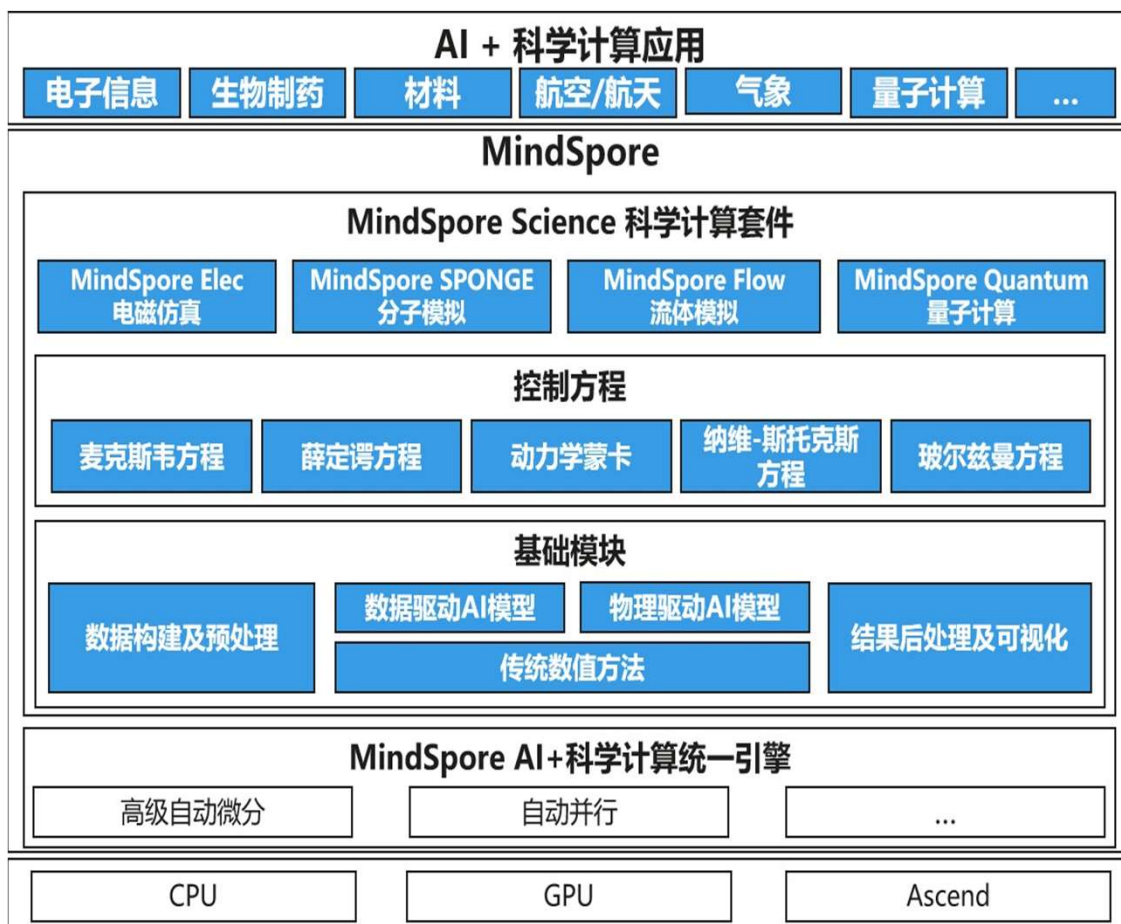 AI + 科学计算应用
电子信息
生物制药
材料
航空/航天
气象
量子计算
...
MindSpore
MindSpore Science 科学计算套件
MindSpore Elec
电磁仿真
MindSpore SPONGE
分子模拟
MindSpore Flow
流体模拟
MindSpore Quantum
量子计算
控制方程
麦克斯韦方程
薛定谔方程
动力学蒙卡
纳维-斯托克斯
方程
玻尔兹曼方程
基础模块
数据构建及预处理
数据驱动AI模型
物理驱动AI模型
传统数值方法
结果后处理及可视化
MindSpore AI+科学计算统一引擎
高级自动微分
自动并行
...
CPU
GPU
Ascend